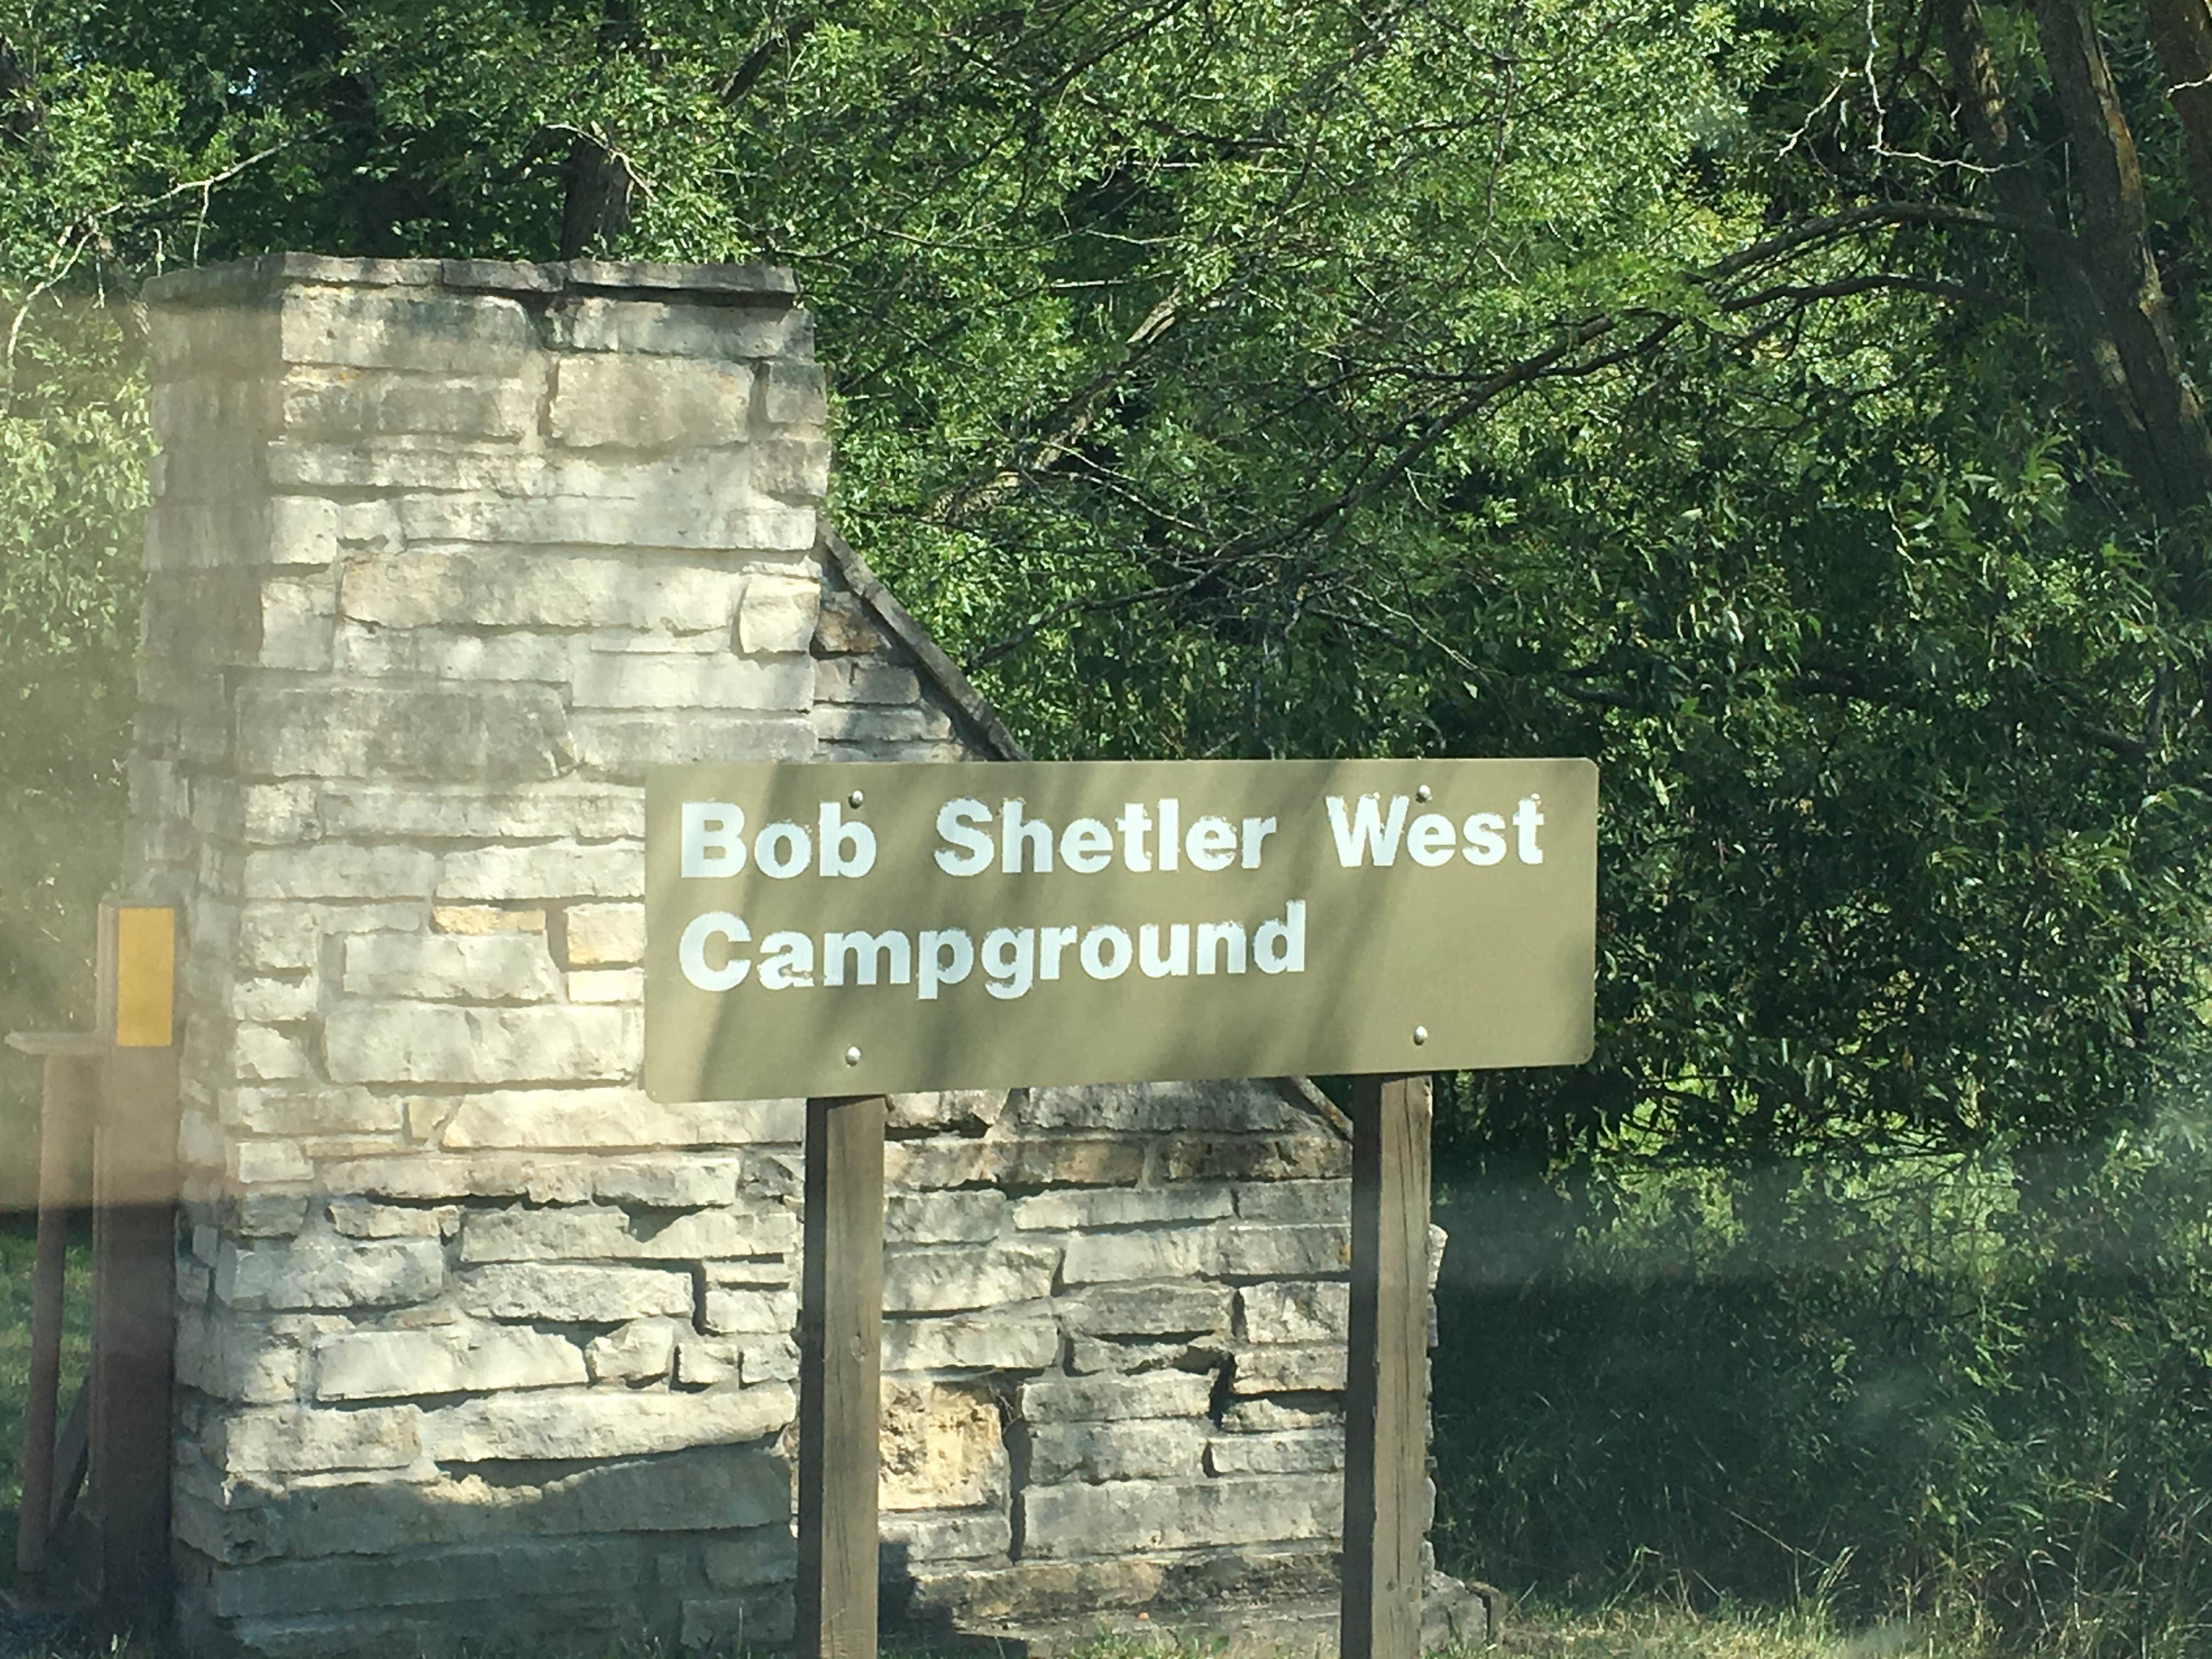 Bob Shetler West
Campground